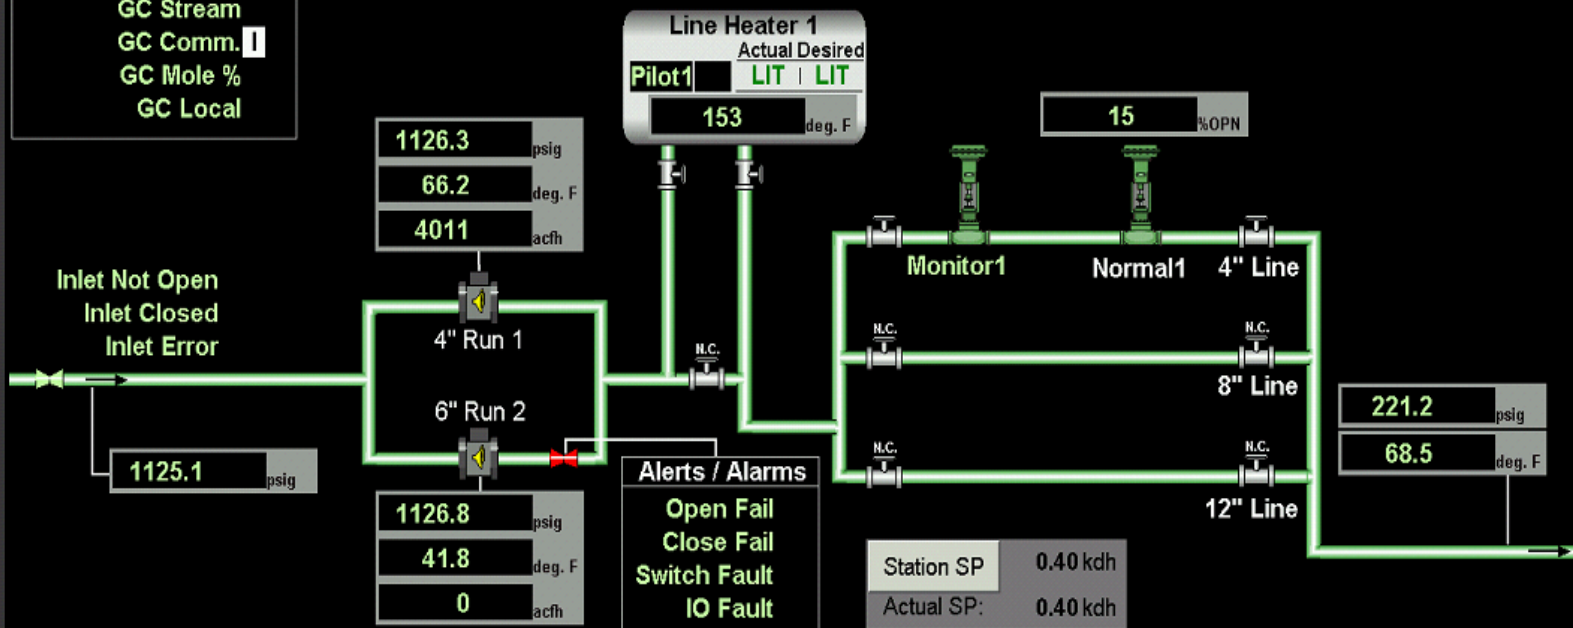 GC Stream
GC Comm. I
GC Mole %
GC Local
Line Heater 1
Actual Desired
Pilot1 LIT | LIT
153 deg. F
15 %OPN
1126.3 psig
66.2 deg. F
4011 acfh
Monitor1
Normal1
4" Line
Inlet Not Open
Inlet Closed
Inlet Error
4" Run 1
N.C.
N.C.
N.C.
8" Line
6" Run 2
221.2 psig
68.5 deg. F
1125.1 psig
N.C.
N.C.
12" Line
Alerts / Alarms
Open Fail
Close Fail
Switch Fault
IO Fault
1126.8 psig
41.8 deg. F
0 acfh
Station SP 0.40 kdh
Actual SP: 0.40 kdh